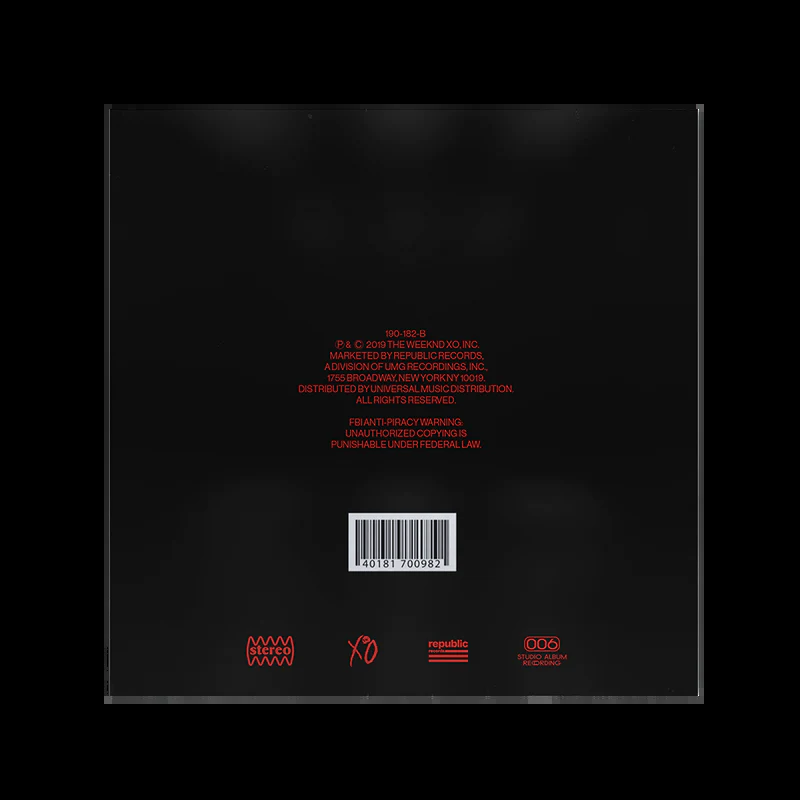 190-182-B
Ⓟ & © 2019 THE WEEKND XO, INC.
MARKETED BY REPUBLIC RECORDS,
A DIVISION OF UMG RECORDINGS, INC.,
1755 BROADWAY, NEW YORK NY 10019.
DISTRIBUTED BY UNIVERSAL MUSIC DISTRIBUTION.
ALL RIGHTS RESERVED.
FBI ANTI-PIRACY WARNING:
UNAUTHORIZED COPYING IS
PUNISHABLE UNDER FEDERAL LAW.
40181 700982
stereo
XO
republic
records
006
STUDIO ALBUM
RECORDING